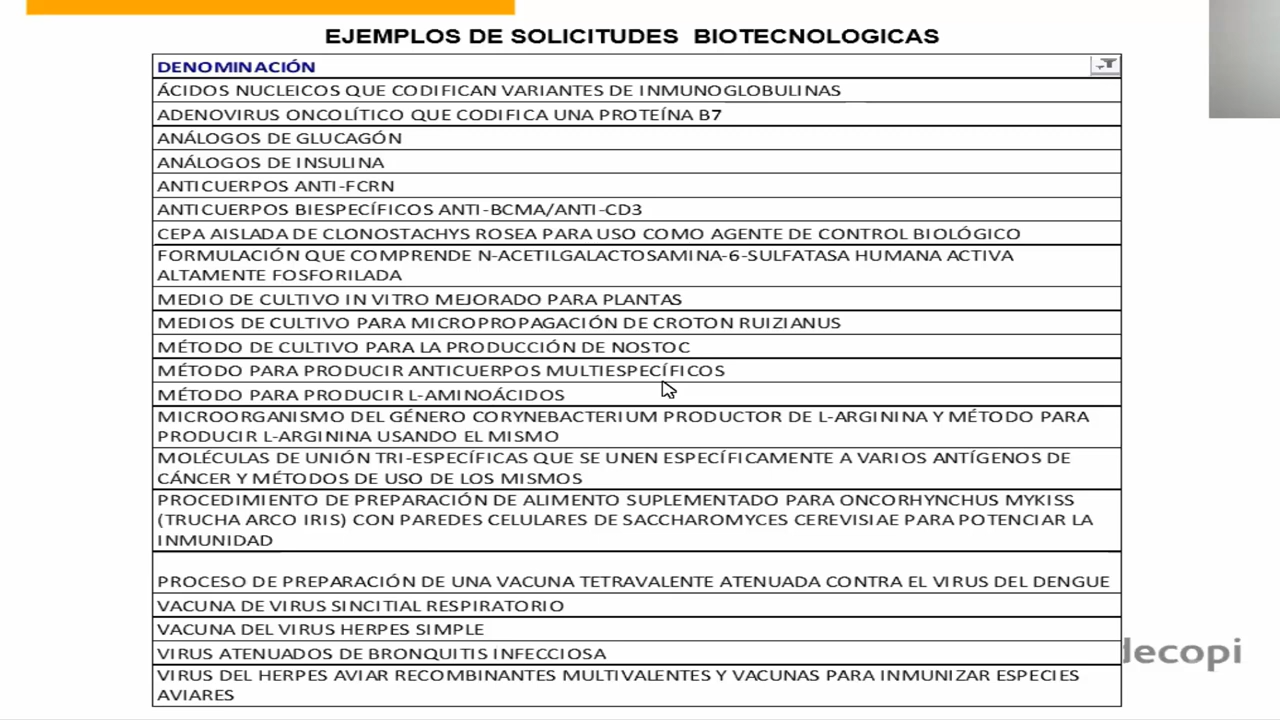 EJEMPLOS DE SOLICITUDES BIOTECNOLOGICAS
DENOMINACIÓN
ÁCIDOS NUCLEICOS QUE CODIFICAN VARIANTES DE INMUNOGLOBULINAS
ADENOVIRUS ONCOLÍTICO QUE CODIFICA UNA PROTEÍNA B7
ANÁLOGOS DE GLUCAGÓN
ANÁLOGOS DE INSULINA
ANTICUERPOS ANTI-FCRN
ANTICUERPOS BIESPECÍFICOS ANTI-BCMA/ANTI-CD3
CEPA AISLADA DE CLONOSTACHYS ROSEA PARA USO COMO AGENTE DE CONTROL BIOLÓGICO
FORMULACIÓN QUE COMPRENDE N-ACETILGALACTOSAMINA-6-SULFATASA HUMANA ACTIVA
ALTAMENTE FOSFORILADA
MEDIO DE CULTIVO IN VITRO MEJORADO PARA PLANTAS
MEDIOS DE CULTIVO PARA MICROPROPAGACIÓN DE CROTON RUIZIANUS
MÉTODO DE CULTIVO PARA LA PRODUCCIÓN DE NOSTOC
MÉTODO PARA PRODUCIR ANTICUERPOS MULTIESPECÍFICOS
MÉTODO PARA PRODUCIR L-AMINOÁCIDOS
MICROORGANISMO DEL GÉNERO CORYNEBACTERIUM PRODUCTOR DE L-ARGININA Y MÉTODO PARA
PRODUCIR L-ARGININA USANDO EL MISMO
MOLÉCULAS DE UNIÓN TRI-ESPECÍFICAS QUE SE UNEN ESPECÍFICAMENTE A VARIOS ANTÍGENOS DE
CÁNCER Y MÉTODOS DE USO DE LOS MISMOS
PROCEDIMIENTO DE PREPARACIÓN DE ALIMENTO SUPLEMENTADO PARA ONCORHYNCHUS MYKISS
(TRUCHA ARCO IRIS) CON PAREDES CELULARES DE SACCHAROMYCES CEREVISIAE PARA POTENCIAR LA
INMUNIDAD
PROCESO DE PREPARACIÓN DE UNA VACUNA TETRAVALENTE ATENUADA CONTRA EL VIRUS DEL DENGUE
VACUNA DE VIRUS SINCITIAL RESPIRATORIO
VACUNA DEL VIRUS HERPES SIMPLE
VIRUS ATENUADOS DE BRONQUITIS INFECCIOSA
VIRUS DEL HERPES AVIAR RECOMBINANTES MULTIVALENTES Y VACUNAS PARA INMUNIZAR ESPECIES
AVIARES
decopi